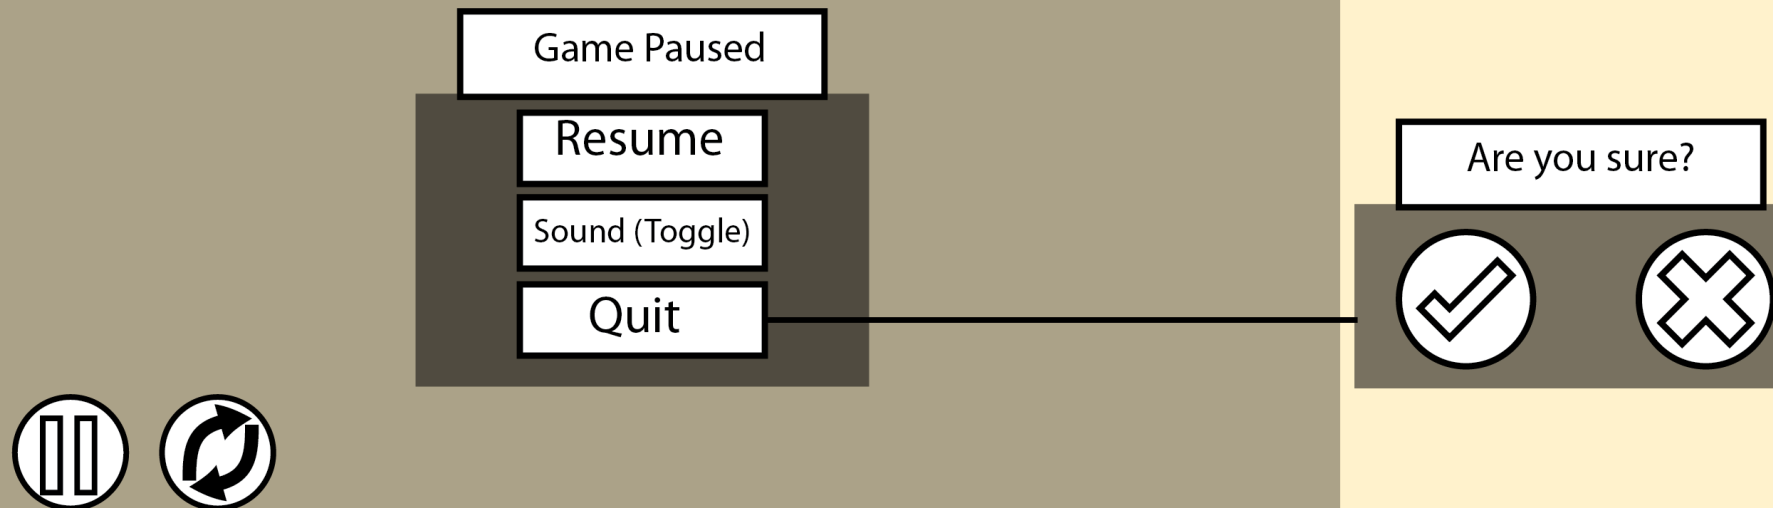 Game Paused
Resume
Sound (Toggle)
Quit
Are you sure?